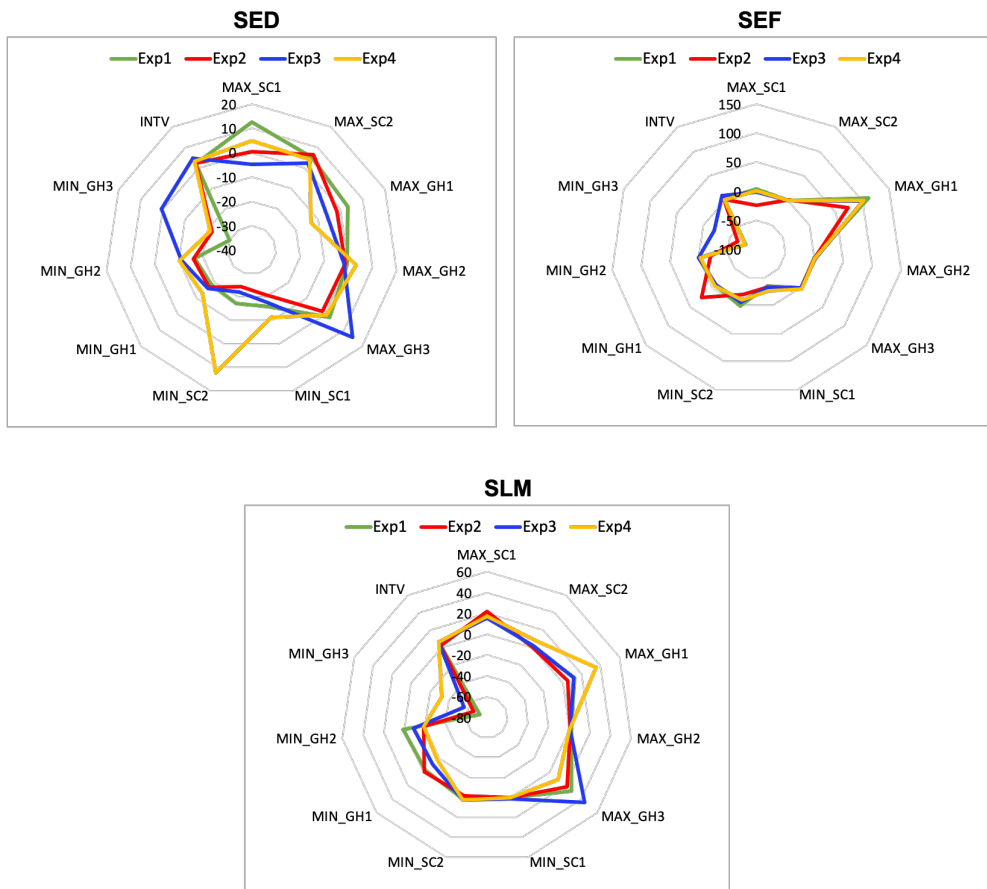 SED
Exp1 Exp2 Exp3 Exp4
MAX_SC1
MAX_SC2
MAX_GH1
MAX_GH2
MAX_GH3
MIN_SC1
MIN_SC2
MIN_GH1
MIN_GH2
MIN_GH3
INTV
20
10
0
-10
-20
-30
-40
SEF
Exp1 Exp2 Exp3 Exp4
MAX_SC1
MAX_SC2
MAX_GH1
MAX_GH2
MAX_GH3
MIN_SC1
MIN_SC2
MIN_GH1
MIN_GH2
MIN_GH3
INTV
150
100
50
0
-50
-100
SLM
Exp1 Exp2 Exp3 Exp4
MAX_SC1
MAX_SC2
MAX_GH1
MAX_GH2
MAX_GH3
MIN_SC1
MIN_SC2
MIN_GH1
MIN_GH2
MIN_GH3
INTV
60
40
20
0
-20
-40
-60
-80